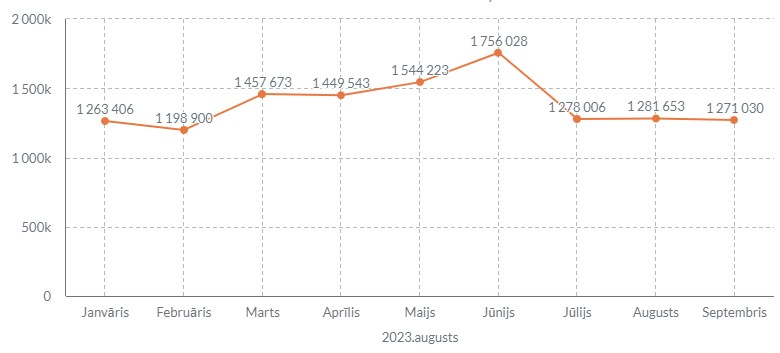 2 000k
1 756 028
1 544 223
1 500k
1 457 673
1 449 543
1 263 406
1 198 900
1 278 006
1 281 653
1 271 030
1 000k
500k
0
Janvāris Februāris Marts Aprīlis Maijs Jūnijs Jūlijs Augusts Septembris
2023.augusts